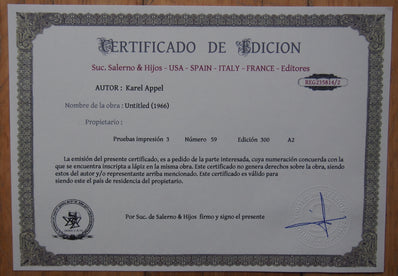 CERTIFICADO DE EDICION
Suc. Salerno & Hijos - USA - SPAIN - ITALY - FRANCE - Editores
REG235814/2
AUTOR : Karel Appel
Nombre de la obra : Untitled (1966)
Propietario :
Pruebas impresión 3 Número 59 Edición 300 A2
La emisión del presente certificado, es a pedido de la parte interesada, cuya numeración concuerda con la
que se encuentra inscripta a lápiz en la misma obra. Este certificado no genera derechos sobre la obra, siendo
estos del autor y/o representante arriba mencionado. Este certificado es válido para
siendo este el país de residencia del propietario.
Por Suc. de Salerno & Hijos firmo y signo el presente